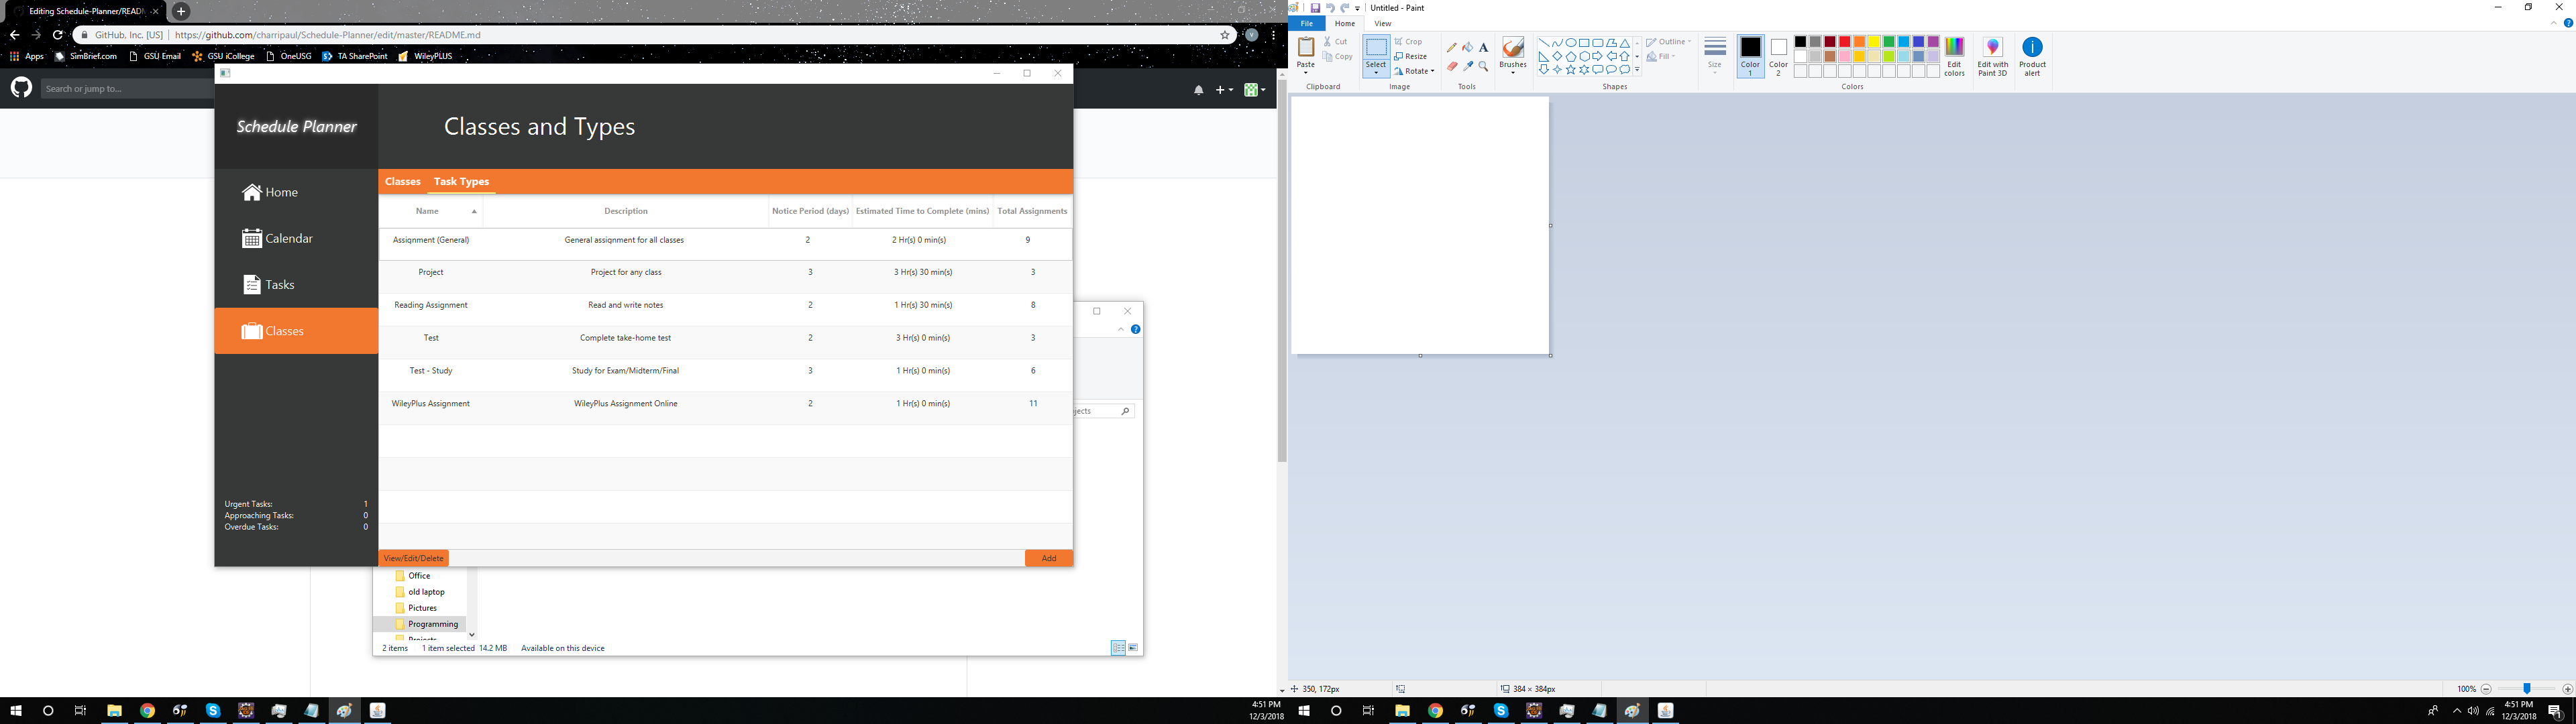 Editing Schedule-Planner/READM
GitHub, Inc. [US] | https://github.com/charripaul/Schedule-Planner/edit/master/README.md
Apps SimBrief.com GSU Email GSU iCollege OneUSG TA SharePoint WileyPLUS
Search or jump to...
Schedule Planner
Classes and Types
Home
Calendar
Tasks
Classes
Urgent Tasks: 1
Approaching Tasks: 0
Overdue Tasks: 0
Classes Task Types
Name Description Notice Period (days) Estimated Time to Complete (mins) Total Assignments
Assignment (General) General assignment for all classes 2 2 Hr(s) 0 min(s) 9
Project Project for any class 3 3 Hr(s) 30 min(s) 3
Reading Assignment Read and write notes 2 1 Hr(s) 30 min(s) 8
Test Complete take-home test 2 3 Hr(s) 0 min(s) 3
Test - Study Study for Exam/Midterm/Final 3 1 Hr(s) 0 min(s) 6
WileyPlus Assignment WileyPlus Assignment Online 2 1 Hr(s) 0 min(s) 11
View/Edit/Delete Add
jects
Office
old laptop
Pictures
Programming
Projects
2 items 1 item selected 14.2 MB Available on this device
4:51 PM
12/3/2018
Untitled - Paint
File Home View
Paste
Cut
Copy
Clipboard
Select
Crop
Resize
Rotate
Image
A
Tools
Brushes
Outline
Fill
Shapes
Size
Color 1
Color 2
Edit colors
Colors
Edit with Paint 3D
Product alert
350, 172px 384 × 384px 100%
4:51 PM
12/3/2018